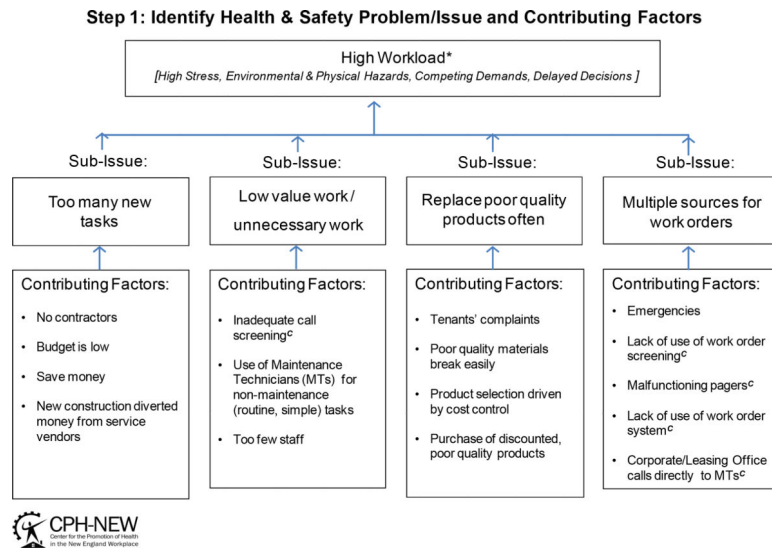 Step 1: Identify Health & Safety Problem/Issue and Contributing Factors
High Workload*
[High Stress, Environmental & Physical Hazards, Competing Demands, Delayed Decisions ]
Sub-Issue:
Too many new
tasks
Contributing Factors:
• No contractors
• Budget is low
• Save money
• New construction diverted
money from service
vendors
Sub-Issue:
Low value work /
unnecessary work
Contributing Factors:
• Inadequate call
screeningᶜ
• Use of Maintenance
Technicians (MTs) for
non-maintenance
(routine, simple) tasks
• Too few staff
Sub-Issue:
Replace poor quality
products often
Contributing Factors:
• Tenants’ complaints
• Poor quality materials
break easily
• Product selection driven
by cost control
• Purchase of discounted,
poor quality products
Sub-Issue:
Multiple sources for
work orders
Contributing Factors:
• Emergencies
• Lack of use of work order
screeningᶜ
• Malfunctioning pagersᶜ
• Lack of use of work order
systemᶜ
• Corporate/Leasing Office
calls directly to MTsᶜ
CPH-NEW
Center for the Promotion of Health
in the New England Workplace